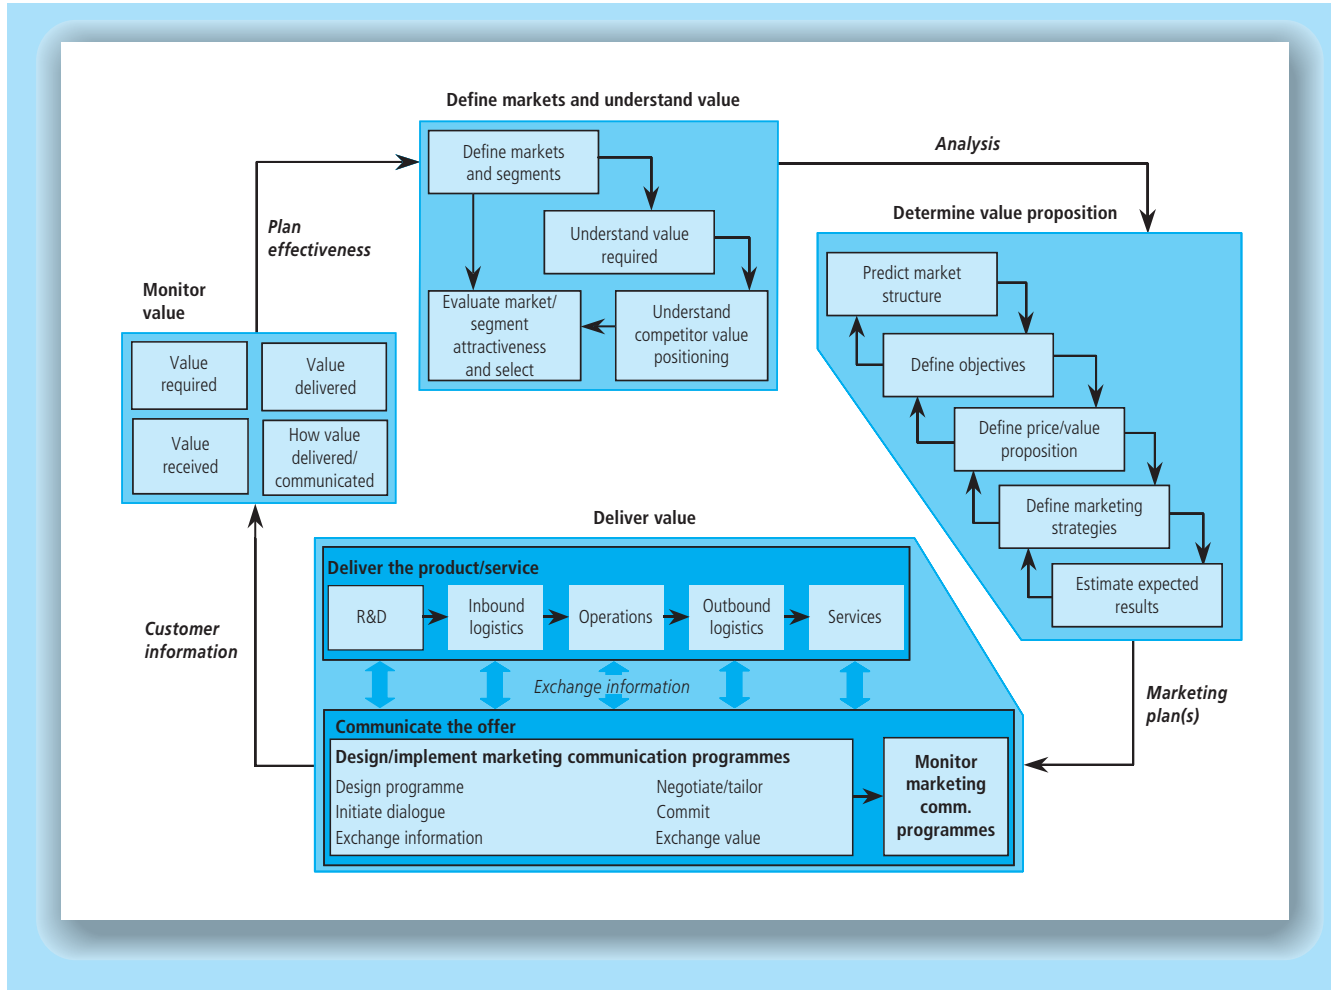 Define markets and understand value
Define markets
and segments
Understand value
required
Evaluate market/
segment
attractiveness
and select
Understand
competitor value
positioning
Analysis
Determine value proposition
Predict market
structure
Define objectives
Define price/value
proposition
Define marketing
strategies
Estimate expected
results
Plan
effectiveness
Monitor
value
Value
required
Value
delivered
Value
received
How value
delivered/
communicated
Customer
information
Deliver value
Deliver the product/service
R&D
Inbound
logistics
Operations
Outbound
logistics
Services
Exchange information
Communicate the offer
Design/implement marketing communication programmes
Design programme
Initiate dialogue
Exchange information
Negotiate/tailor
Commit
Exchange value
Monitor
marketing
comm.
programmes
Marketing
plan(s)